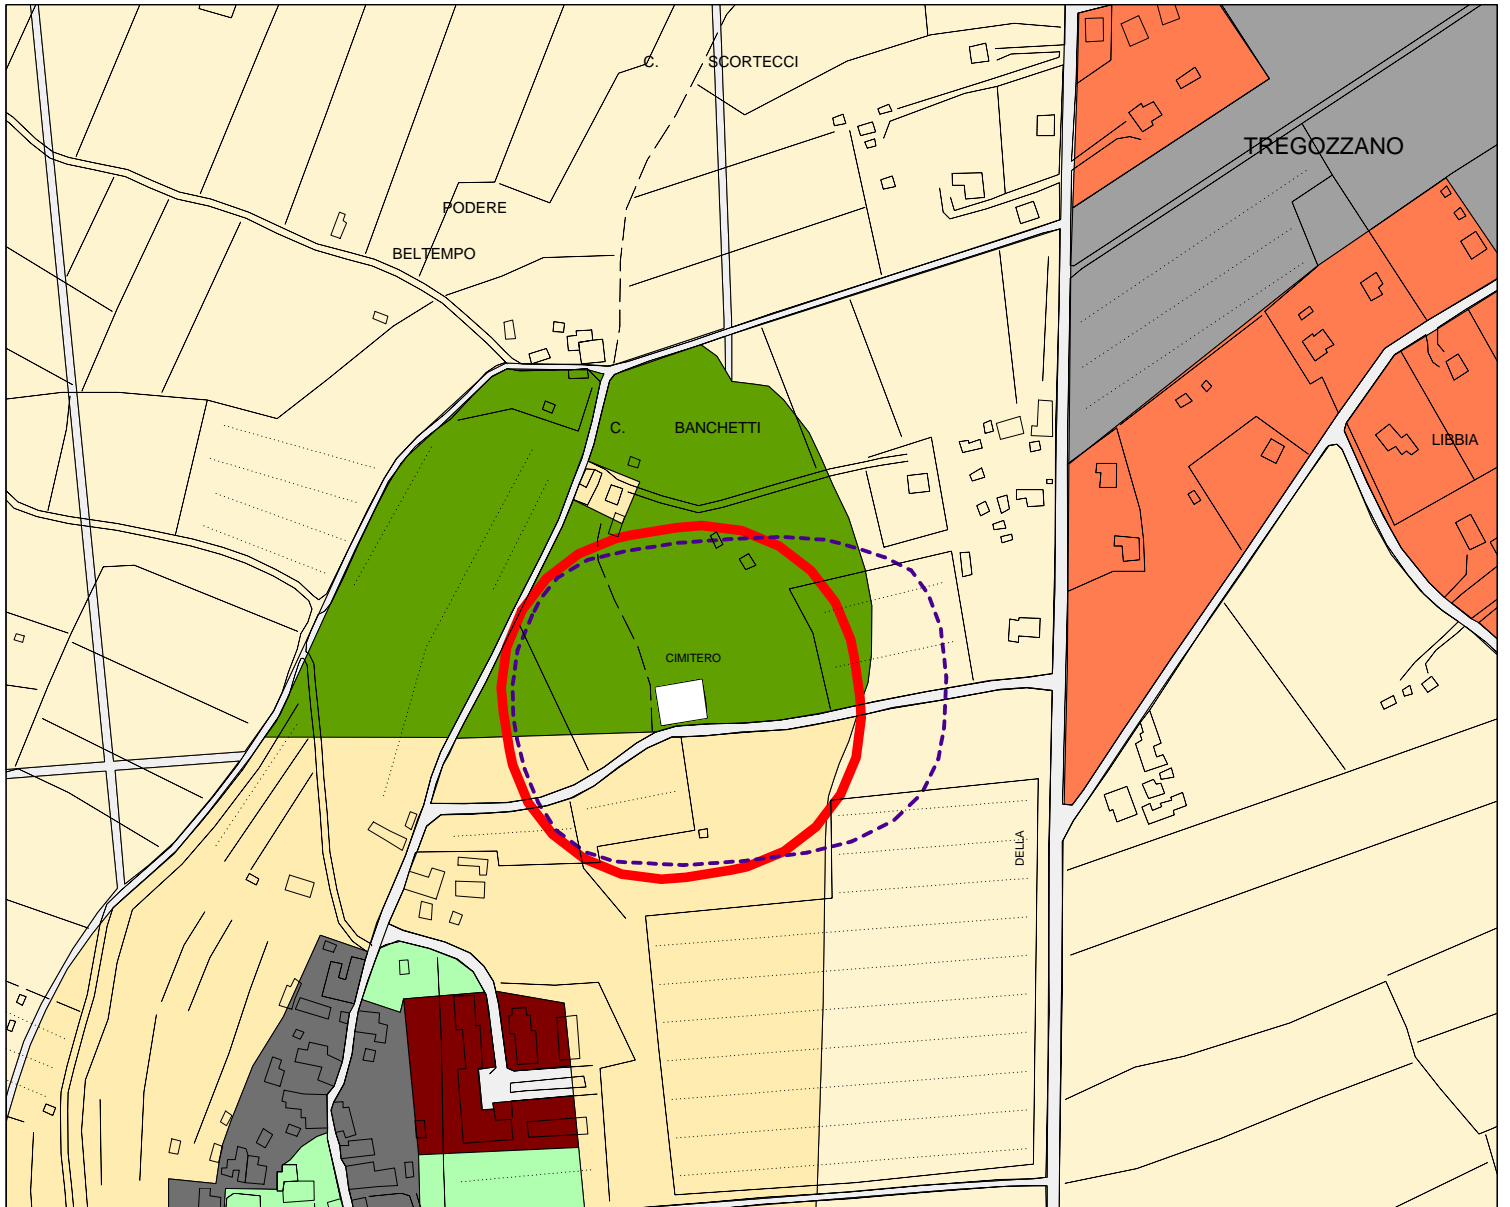 C. SCORTECCI
TREGOZZANO
PODERE
BELTEMPO
C. BANCHETTI
LIBBIA
CIMITERO
DELLA